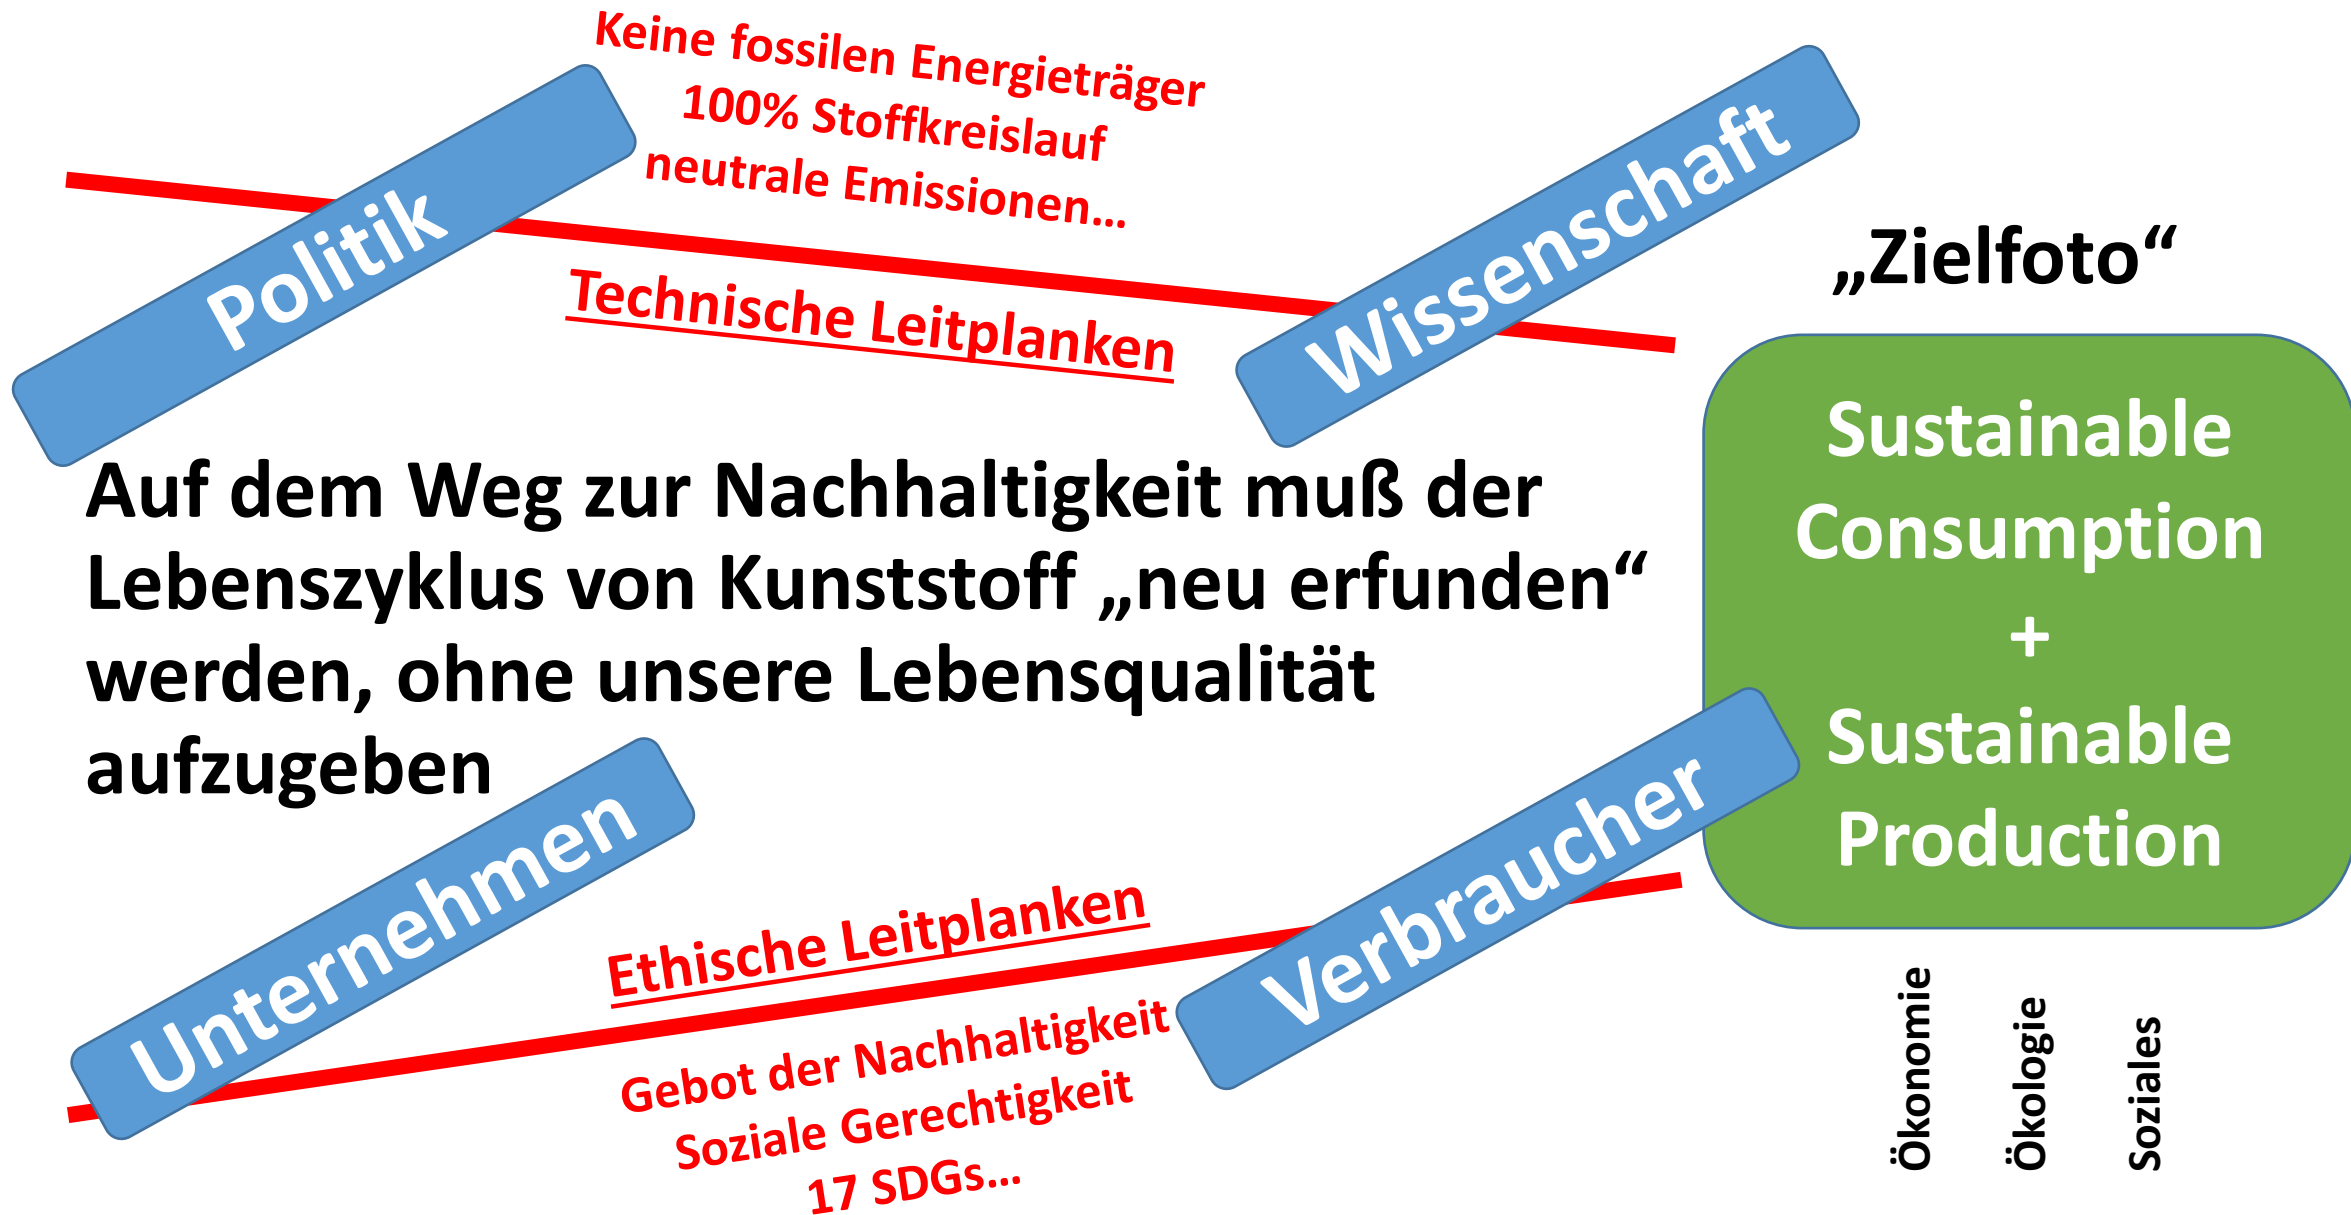 Keine fossilen Energieträger
100% Stoffkreislauf
neutrale Emissionen...
Politik
Technische Leitplanken
Wissenschaft
„Zielfoto“
Auf dem Weg zur Nachhaltigkeit muß der
Lebenszyklus von Kunststoff „neu erfunden“
werden, ohne unsere Lebensqualität
aufzugeben
Sustainable
Consumption
+
Sustainable
Production
Unternehmen
Ethische Leitplanken
Verbraucher
Gebot der Nachhaltigkeit
Soziale Gerechtigkeit
17 SDGs...
Ökonomie
Ökologie
Soziales